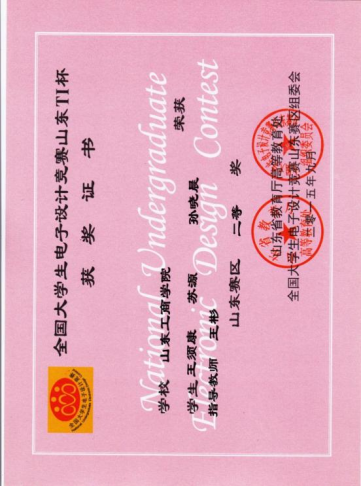 全国大学生电子设计竞赛山东TI杯
获奖证书
National Undergraduate
Electronic Design Contest
学校 山东工商学院
学生 王须康 苏源 孙晓晨 荣获
指导教师 王彬
山东赛区 二等 奖
山东省教育厅高等教育处
全国大学生电子设计竞赛山东赛区组委会
二零一五年九月